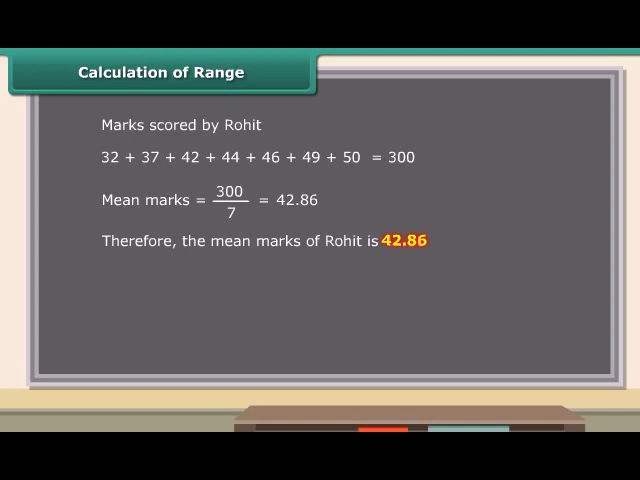 Calculation of Range
Marks scored by Rohit
32 + 37 + 42 + 44 + 46 + 49 + 50 = 300
Mean marks = 300/7 = 42.86
Therefore, the mean marks of Rohit is 42.86